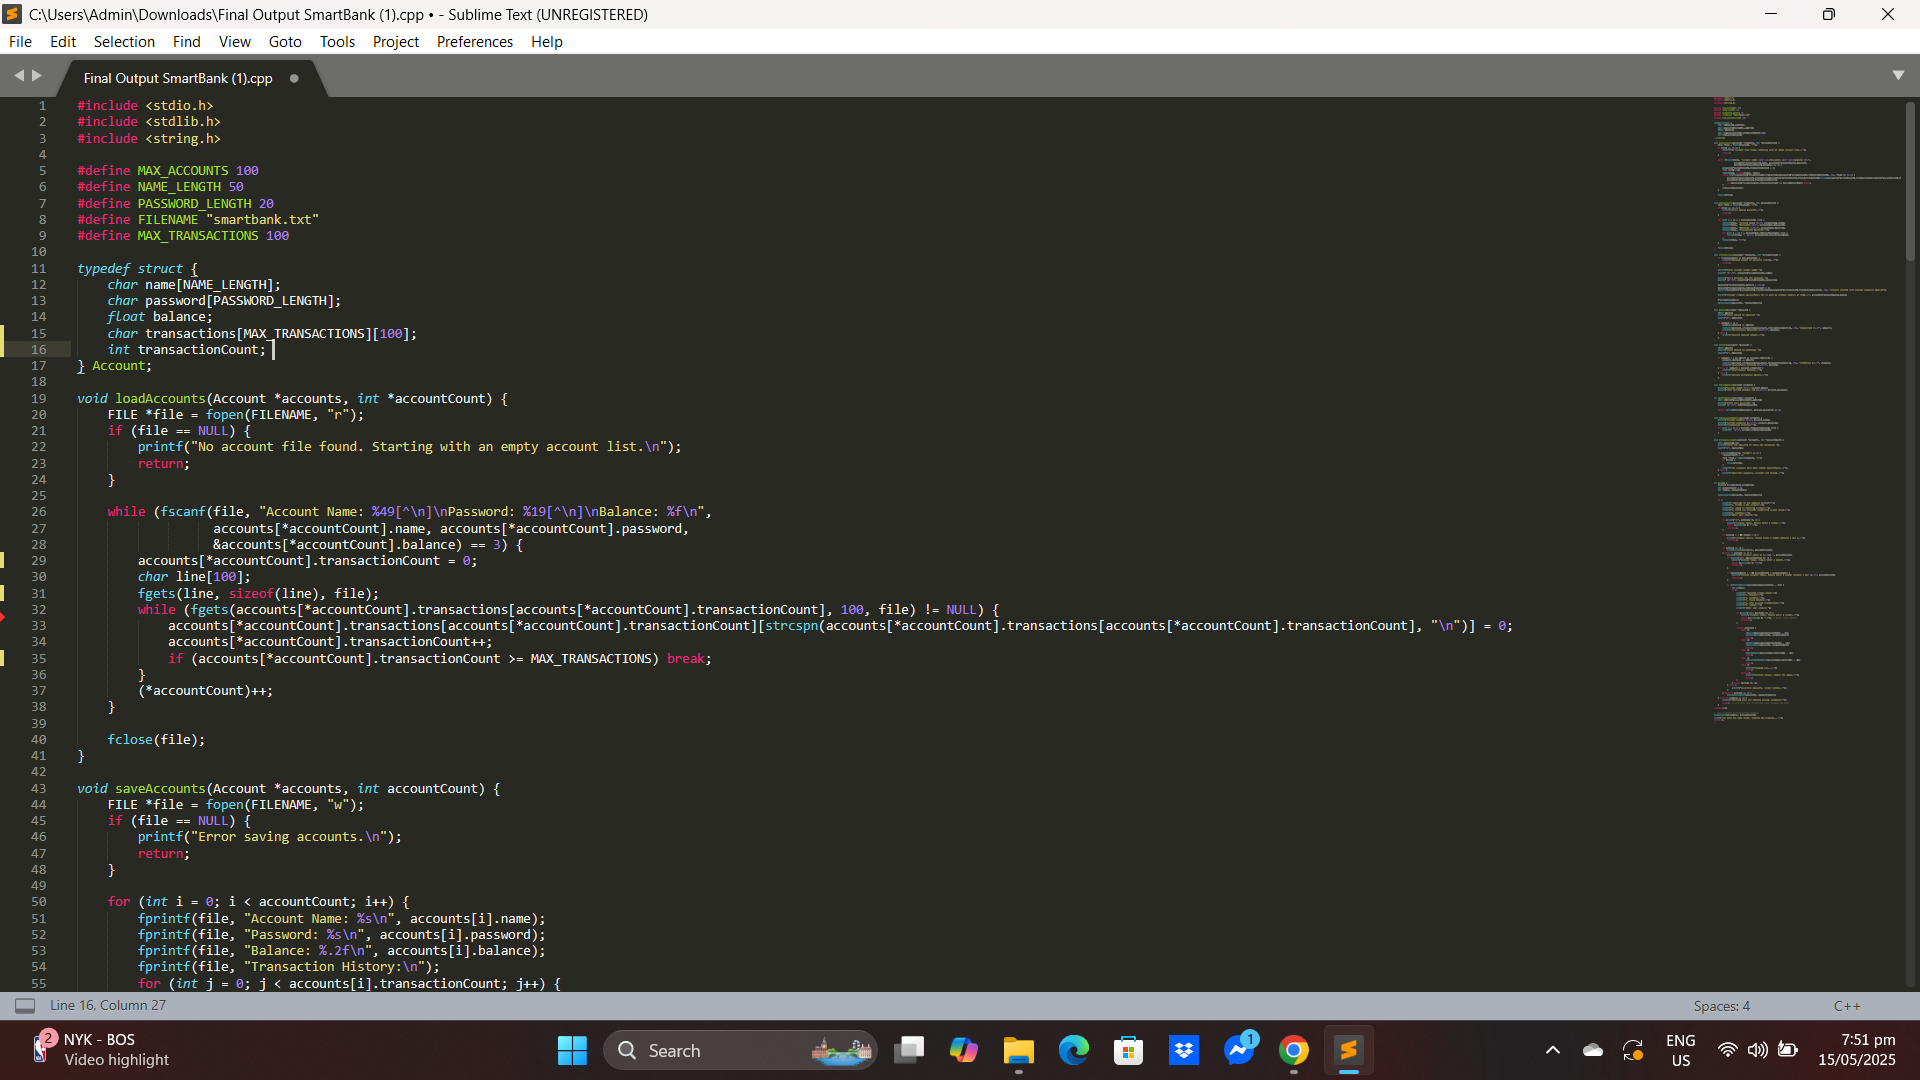 C:\Users\Admin\Downloads\Final Output SmartBank (1).cpp • - Sublime Text (UNREGISTERED)
File Edit Selection Find View Goto Tools Project Preferences Help
Final Output SmartBank (1).cpp
1 #include <stdio.h>
2 #include <stdlib.h>
3 #include <string.h>
4
5 #define MAX_ACCOUNTS 100
6 #define NAME_LENGTH 50
7 #define PASSWORD_LENGTH 20
8 #define FILENAME "smartbank.txt"
9 #define MAX_TRANSACTIONS 100
10
11 typedef struct {
12 char name[NAME_LENGTH];
13 char password[PASSWORD_LENGTH];
14 float balance;
15 char transactions[MAX_TRANSACTIONS][100];
16 int transactionCount;
17 } Account;
18
19 void loadAccounts(Account *accounts, int *accountCount) {
20 FILE *file = fopen(FILENAME, "r");
21 if (file == NULL) {
22 printf("No account file found. Starting with an empty account list.\n");
23 return;
24 }
25
26 while (fscanf(file, "Account Name: %49[^\n]\nPassword: %19[^\n]\nBalance: %f\n",
27 accounts[*accountCount].name, accounts[*accountCount].password,
28 &accounts[*accountCount].balance) == 3) {
29 accounts[*accountCount].transactionCount = 0;
30 char line[100];
31 fgets(line, sizeof(line), file);
32 while (fgets(accounts[*accountCount].transactions[accounts[*accountCount].transactionCount], 100, file) != NULL) {
33 accounts[*accountCount].transactions[accounts[*accountCount].transactionCount][strcspn(accounts[*accountCount].transactions[accounts[*accountCount].transactionCount], "\n")] = 0;
34 accounts[*accountCount].transactionCount++;
35 if (accounts[*accountCount].transactionCount >= MAX_TRANSACTIONS) break;
36 }
37 (*accountCount)++;
38 }
39
40 fclose(file);
41 }
42
43 void saveAccounts(Account *accounts, int accountCount) {
44 FILE *file = fopen(FILENAME, "w");
45 if (file == NULL) {
46 printf("Error saving accounts.\n");
47 return;
48 }
49
50 for (int i = 0; i < accountCount; i++) {
51 fprintf(file, "Account Name: %s\n", accounts[i].name);
52 fprintf(file, "Password: %s\n", accounts[i].password);
53 fprintf(file, "Balance: %.2f\n", accounts[i].balance);
54 fprintf(file, "Transaction History:\n");
55 for (int j = 0; j < accounts[i].transactionCount; j++) {
Line 16, Column 27 Spaces: 4 C++
2 NYK - BOS
Video highlight
Search
1
ENG
US
7:51 pm
15/05/2025